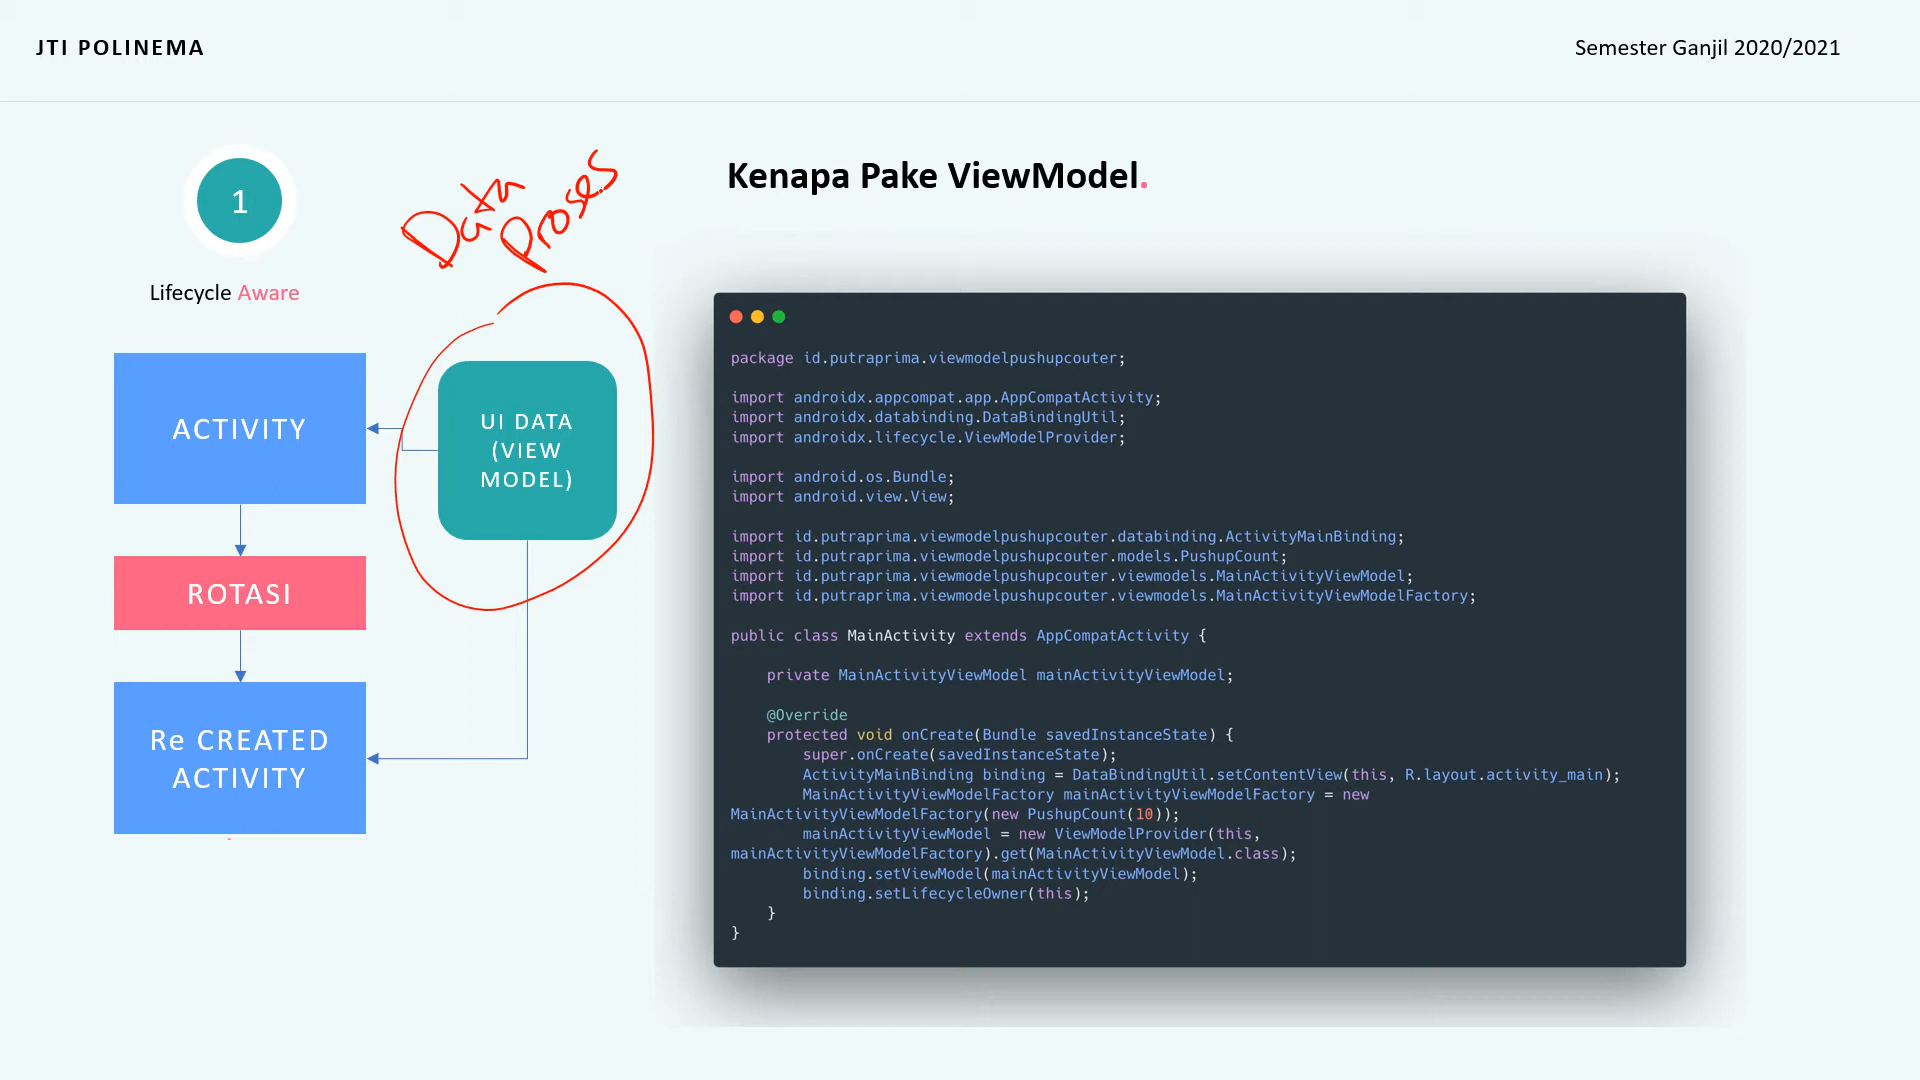 JTI POLINEMA
Semester Ganjil 2020/2021
1
Lifecycle Aware
Data
Proses
ACTIVITY
UI DATA
(VIEW
MODEL)
ROTASI
Re CREATED
ACTIVITY
Kenapa Pake ViewModel.
package id.putraprima.viewmodelpushupcouter;
import androidx.appcompat.app.AppCompatActivity;
import androidx.databinding.DataBindingUtil;
import androidx.lifecycle.ViewModelProvider;
import android.os.Bundle;
import android.view.View;
import id.putraprima.viewmodelpushupcouter.databinding.ActivityMainBinding;
import id.putraprima.viewmodelpushupcouter.models.PushupCount;
import id.putraprima.viewmodelpushupcouter.viewmodels.MainActivityViewModel;
import id.putraprima.viewmodelpushupcouter.viewmodels.MainActivityViewModelFactory;
public class MainActivity extends AppCompatActivity {
    private MainActivityViewModel mainActivityViewModel;
    @Override
    protected void onCreate(Bundle savedInstanceState) {
        super.onCreate(savedInstanceState);
        ActivityMainBinding binding = DataBindingUtil.setContentView(this, R.layout.activity_main);
        MainActivityViewModelFactory mainActivityViewModelFactory = new
MainActivityViewModelFactory(new PushupCount(10));
        mainActivityViewModel = new ViewModelProvider(this,
mainActivityViewModelFactory).get(MainActivityViewModel.class);
        binding.setViewModel(mainActivityViewModel);
        binding.setLifecycleOwner(this);
    }
}